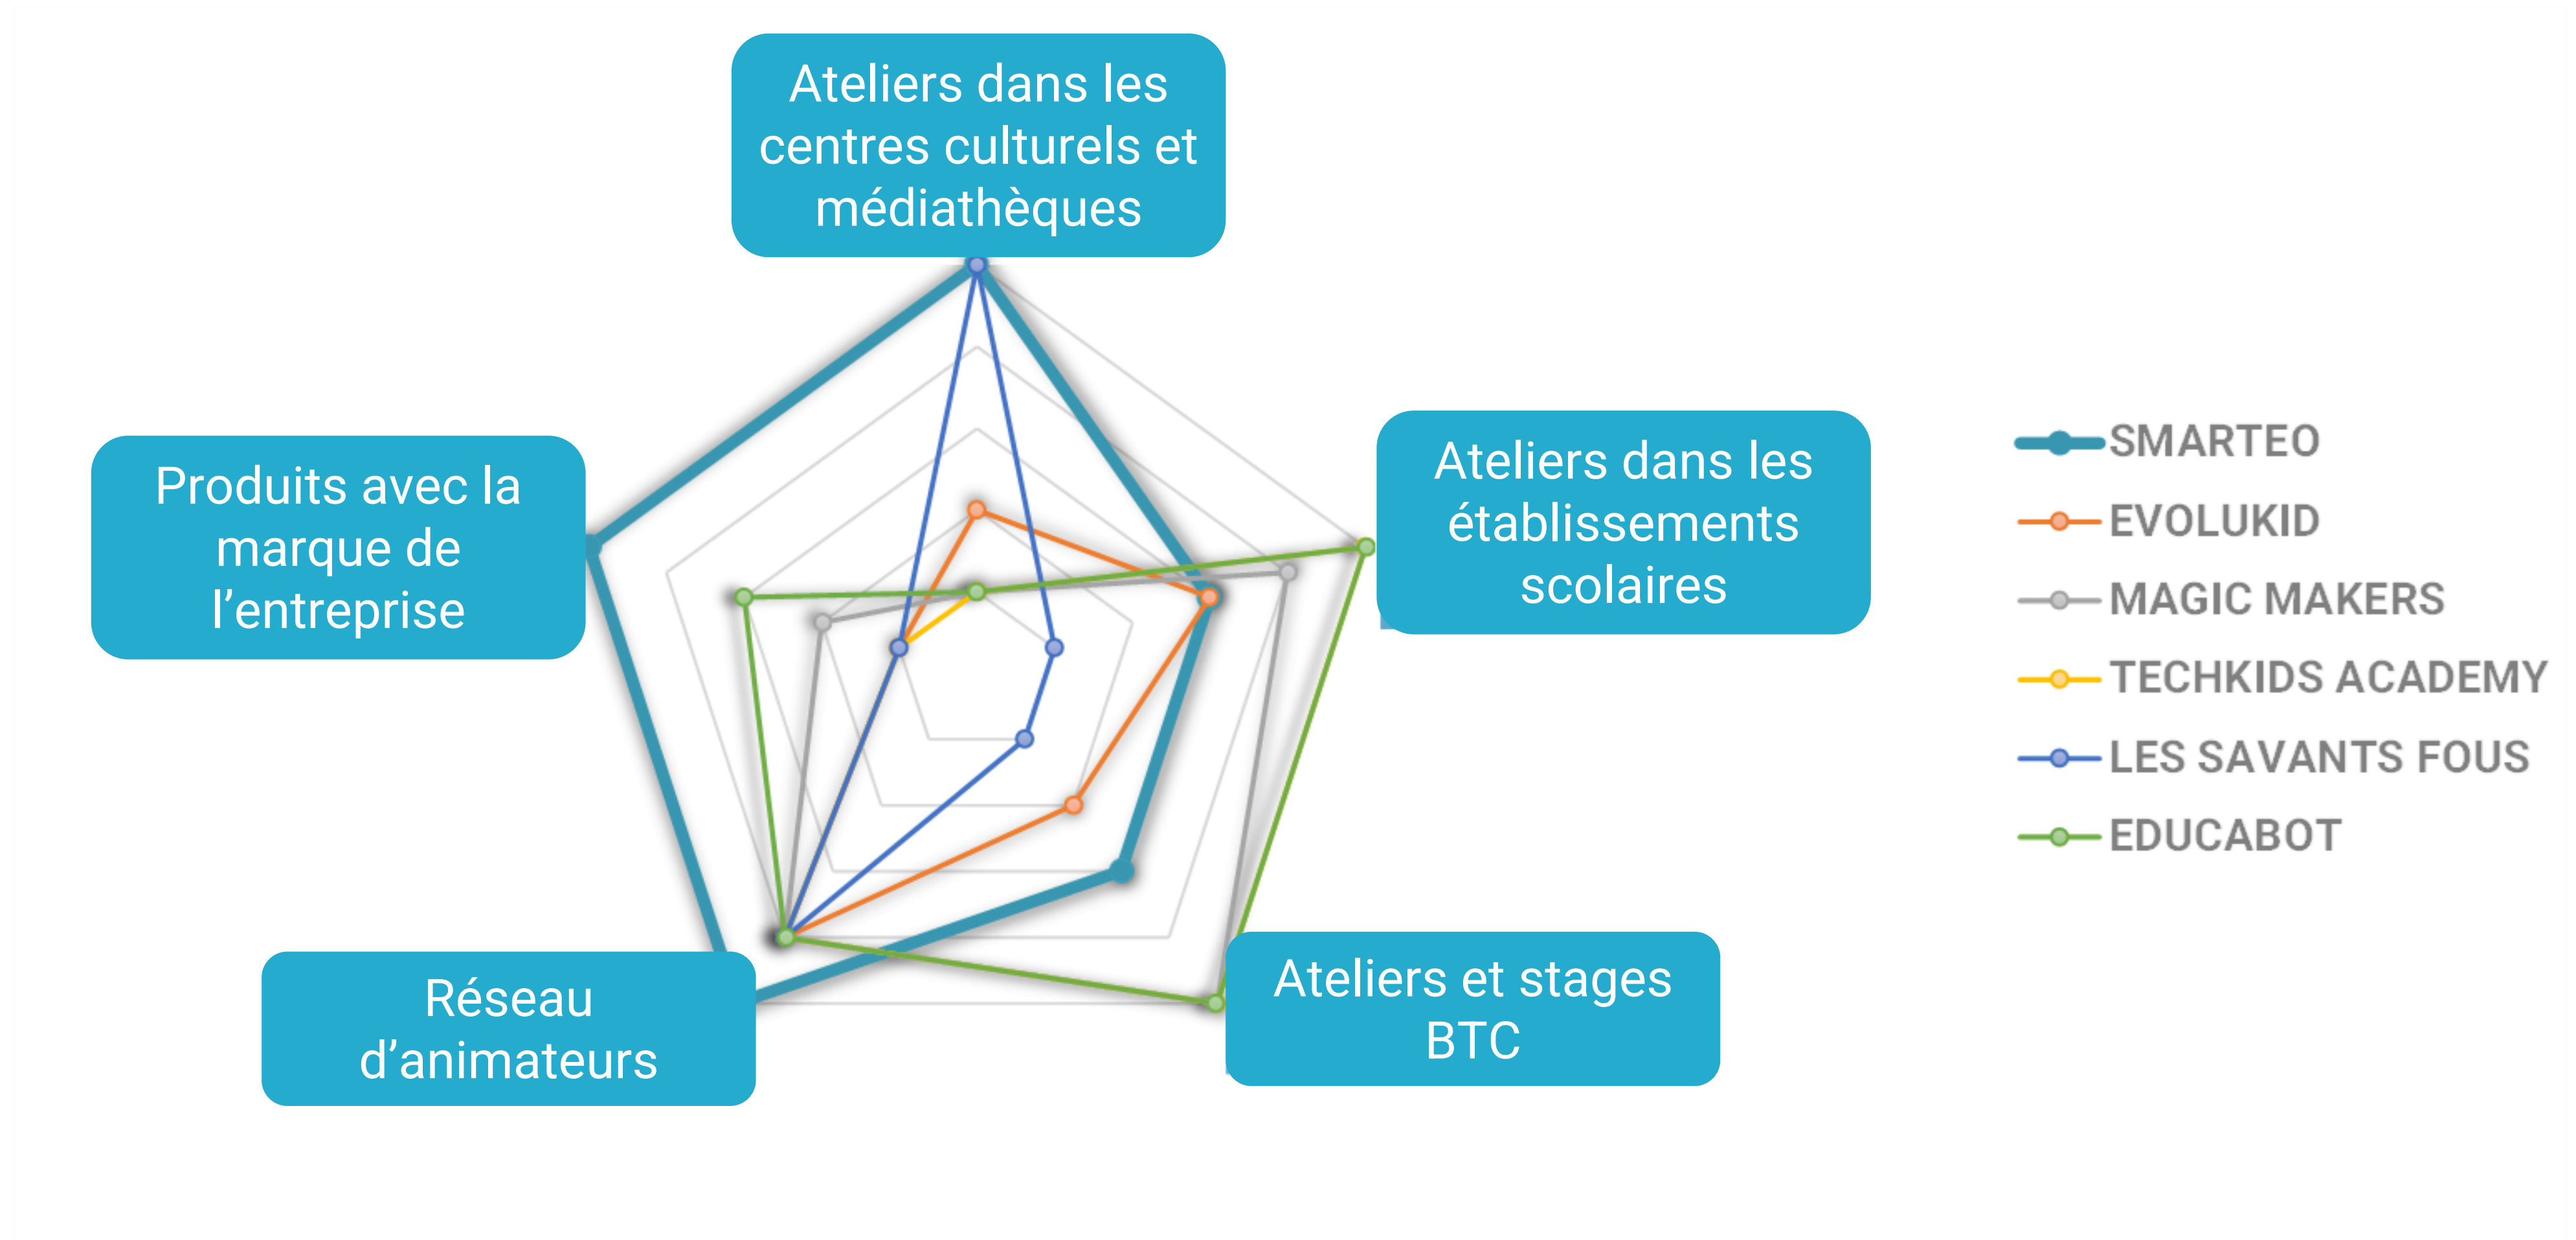 Ateliers dans les
centres culturels et
médiathèques
Ateliers dans les
établissements
scolaires
Produits avec la
marque de
l’entreprise
Réseau
d’animateurs
Ateliers et stages
BTC
SMARTEO
EVOLUKID
MAGIC MAKERS
TECHKIDS ACADEMY
LES SAVANTS FOUS
EDUCABOT